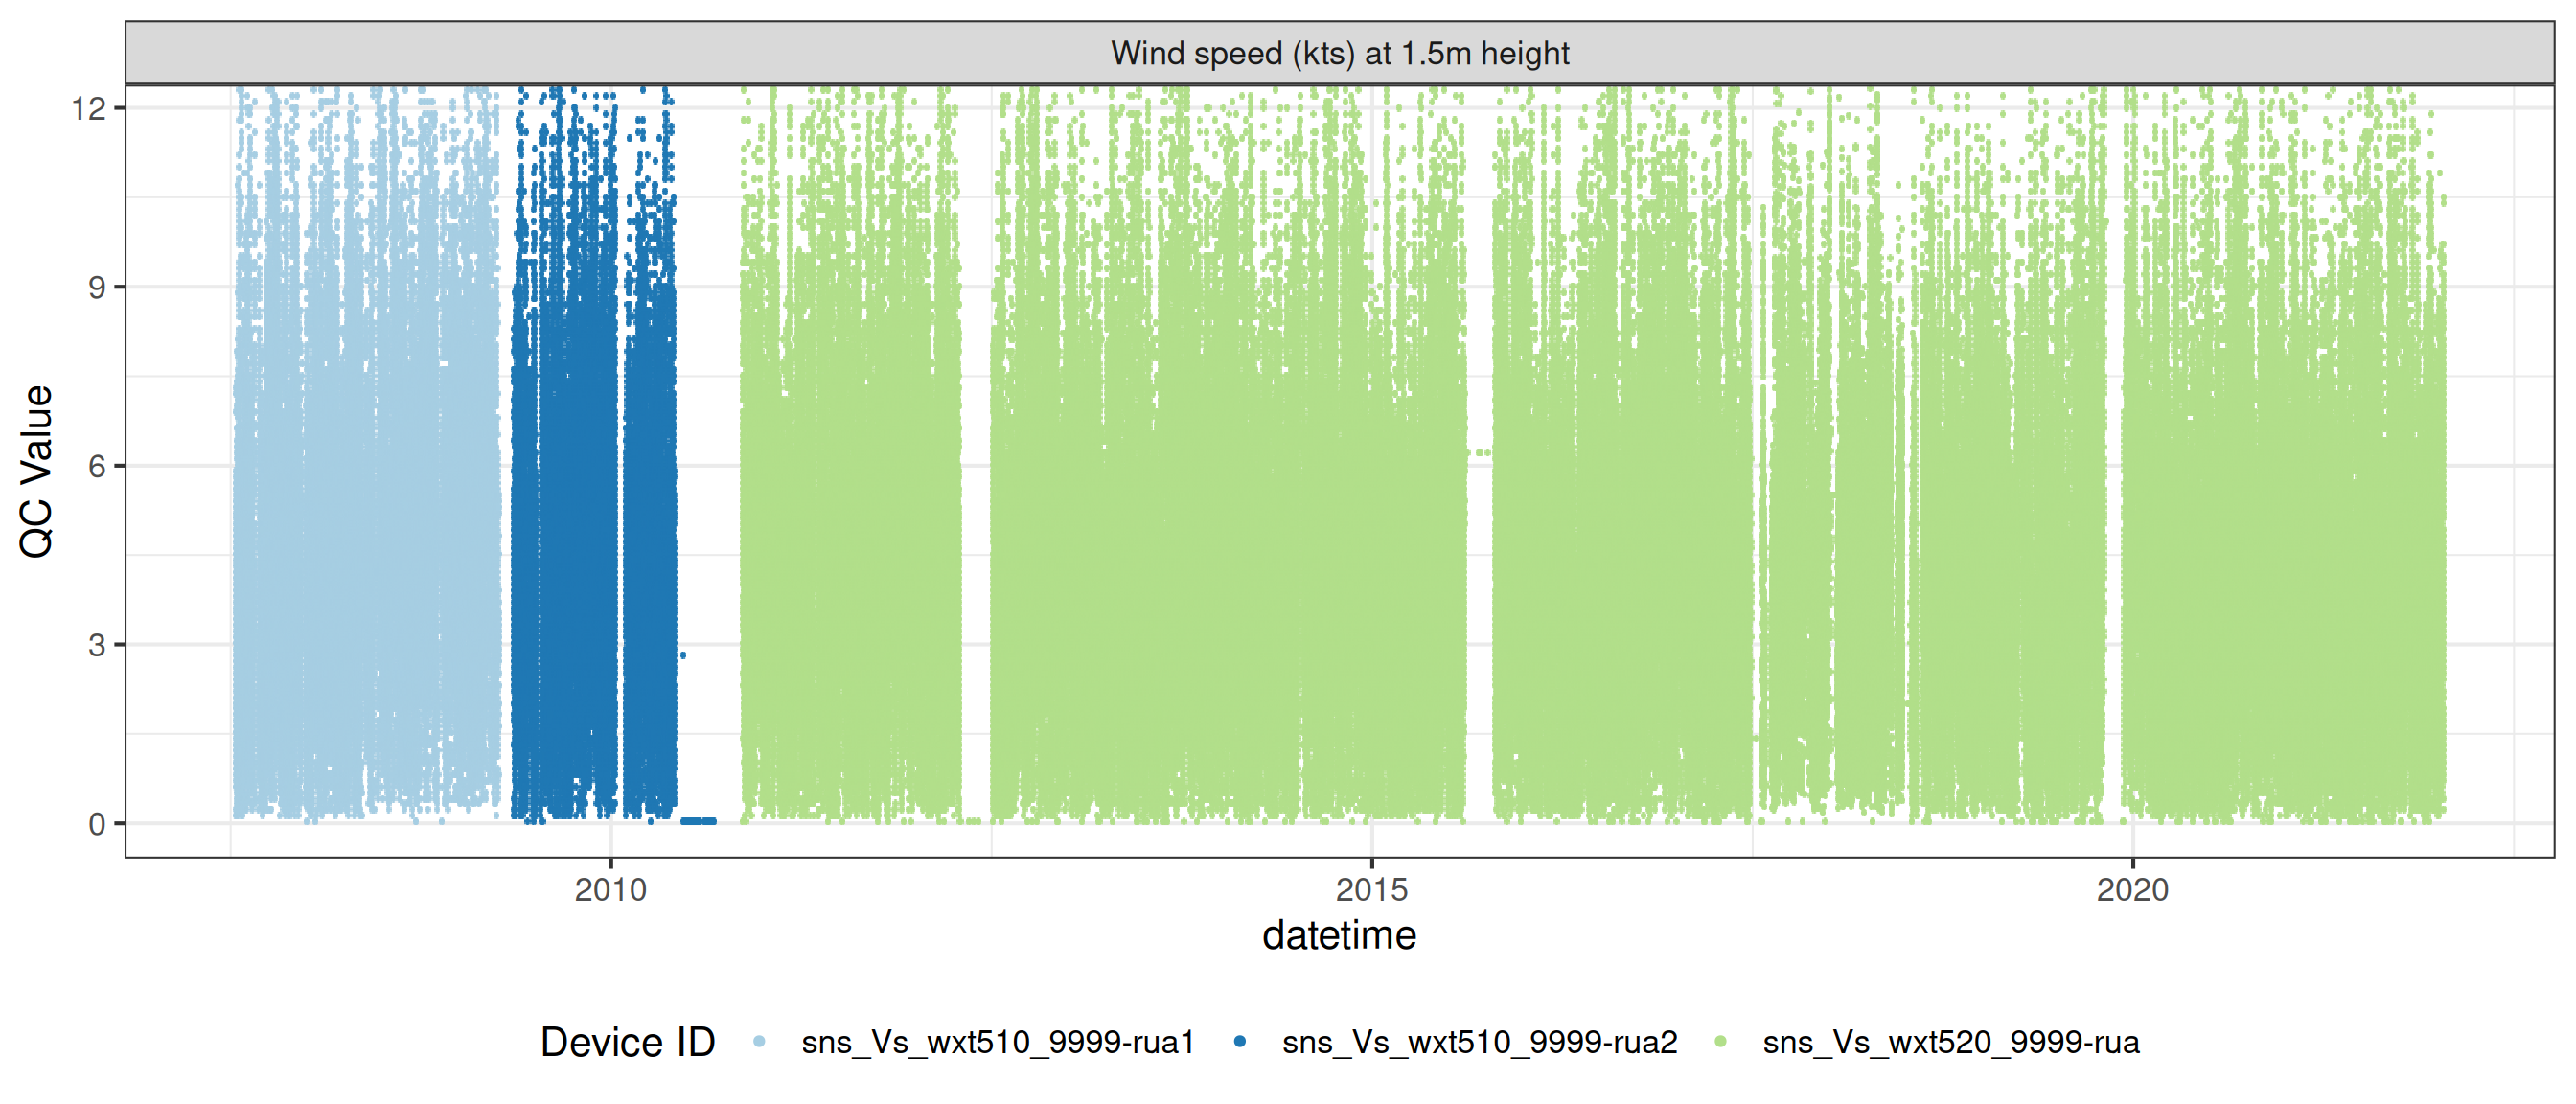 Wind speed (kts) at 1.5m height
12
9
6
3
0
QC Value
2010 2015 2020
datetime
Device ID sns_Vs_wxt510_9999-rua1 sns_Vs_wxt510_9999-rua2 sns_Vs_wxt520_9999-rua